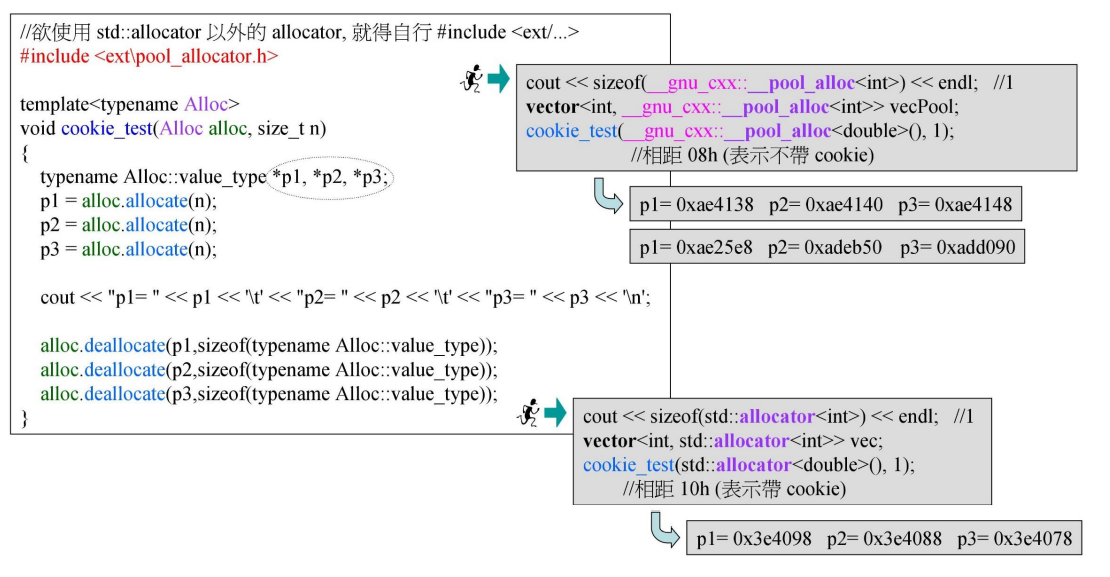 //欲使用 std::allocator 以外的 allocator, 就得自行 #include <ext/...>
#include <ext\pool_allocator.h>
template<typename Alloc>
void cookie_test(Alloc alloc, size_t n)
{
typename Alloc::value_type *p1, *p2, *p3;
p1 = alloc.allocate(n);
p2 = alloc.allocate(n);
p3 = alloc.allocate(n);
cout << "p1= " << p1 << '\t' << "p2= " << p2 << '\t' << "p3= " << p3 << '\n';
alloc.deallocate(p1,sizeof(typename Alloc::value_type));
alloc.deallocate(p2,sizeof(typename Alloc::value_type));
alloc.deallocate(p3,sizeof(typename Alloc::value_type));
}
cout << sizeof(__gnu_cxx::__pool_alloc<int>) << endl; //1
vector<int, __gnu_cxx::__pool_alloc<int>> vecPool;
cookie_test(__gnu_cxx::__pool_alloc<double>(), 1);
//相距 08h (表示不帶 cookie)
p1= 0xae4138 p2= 0xae4140 p3= 0xae4148
p1= 0xae25e8 p2= 0xadeb50 p3= 0xadd090
cout << sizeof(std::allocator<int>) << endl; //1
vector<int, std::allocator<int>> vec;
cookie_test(std::allocator<double>(), 1);
//相距 10h (表示帶 cookie)
p1= 0x3e4098 p2= 0x3e4088 p3= 0x3e4078